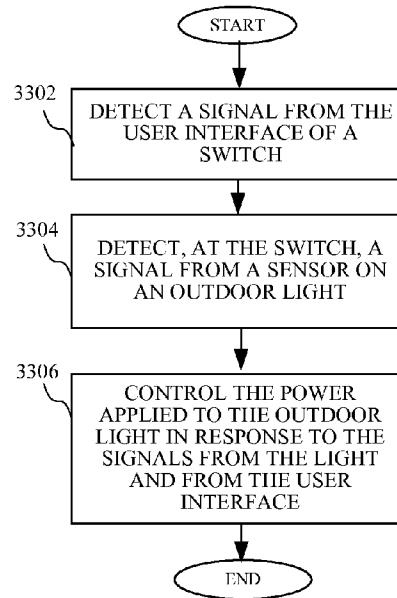 START
3302
DETECT A SIGNAL FROM THE
USER INTERFACE OF A
SWITCH
3304
DETECT, AT THE SWITCH, A
SIGNAL FROM A SENSOR ON
AN OUTDOOR LIGHT
3306
CONTROL THE POWER
APPLIED TO THE OUTDOOR
LIGHT IN RESPONSE TO THE
SIGNALS FROM THE LIGHT
AND FROM THE USER
INTERFACE
END